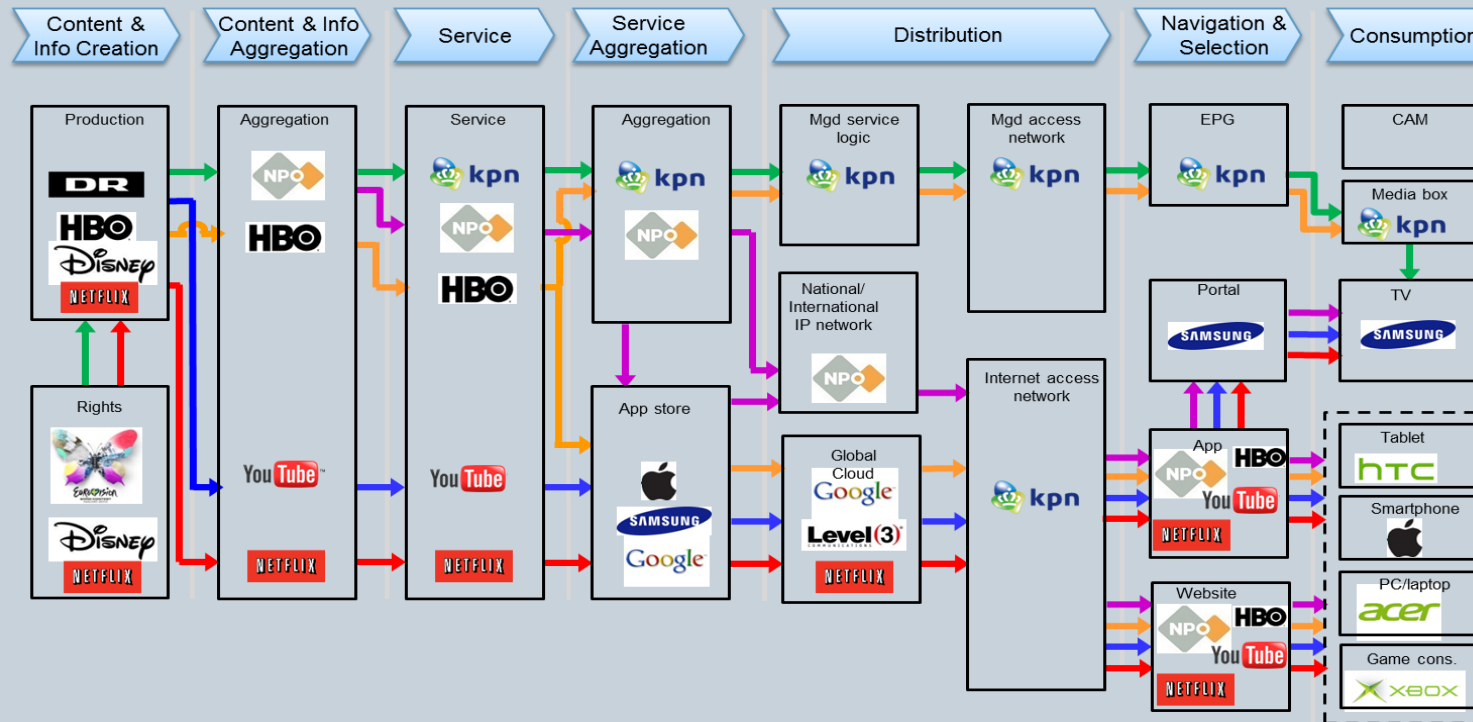 Content &
Info Creation
Content & Info
Aggregation
Service
Service
Aggregation
Distribution
Navigation &
Selection
Consumption
Production
DR
HBO
DISNEY
NETFLIX
Rights
EUROVISION
DISNEY
NETFLIX
Aggregation
NPO
HBO
YouTube
NETFLIX
Service
kpn
NPO
HBO
YouTube
NETFLIX
Aggregation
kpn
NPO
App store
SAMSUNG
Google
Mgd service
logic
kpn
National/
International
IP network
NPO
Global
Cloud
Google
Level(3)
COMMUNICATIONS
NETFLIX
Mgd access
network
kpn
Internet access
network
kpn
EPG
kpn
Portal
SAMSUNG
App
HBO
NPO
YouTube
NETFLIX
Website
HBO
NPO
YouTube
NETFLIX
CAM
Media box
kpn
TV
SAMSUNG
Tablet
hTC
Smartphone
PC/laptop
acer
Game cons.
XBOX